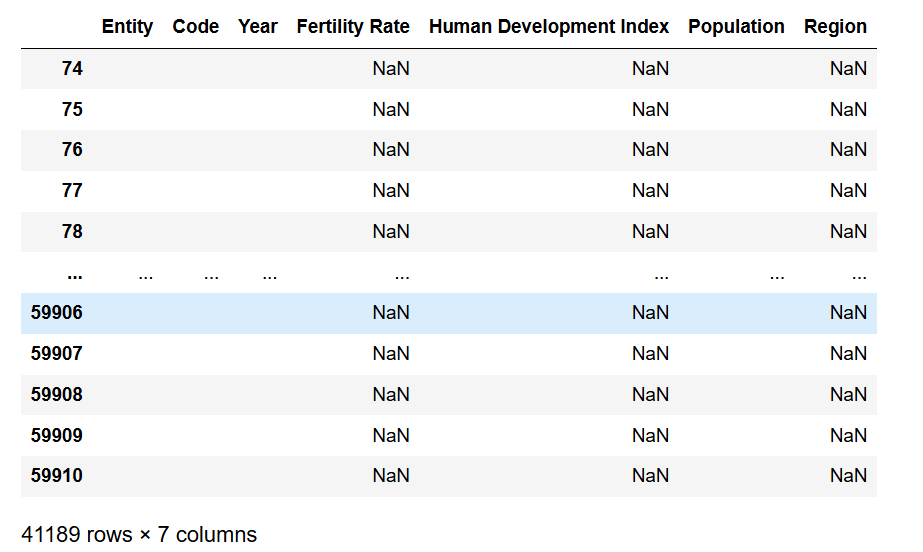 Entity Code Year Fertility Rate Human Development Index Population Region
74 NaN NaN NaN
75 NaN NaN NaN
76 NaN NaN NaN
77 NaN NaN NaN
78 NaN NaN NaN
... ... ... ... ... ... ... ...
59906 NaN NaN NaN
59907 NaN NaN NaN
59908 NaN NaN NaN
59909 NaN NaN NaN
59910 NaN NaN NaN
41189 rows × 7 columns